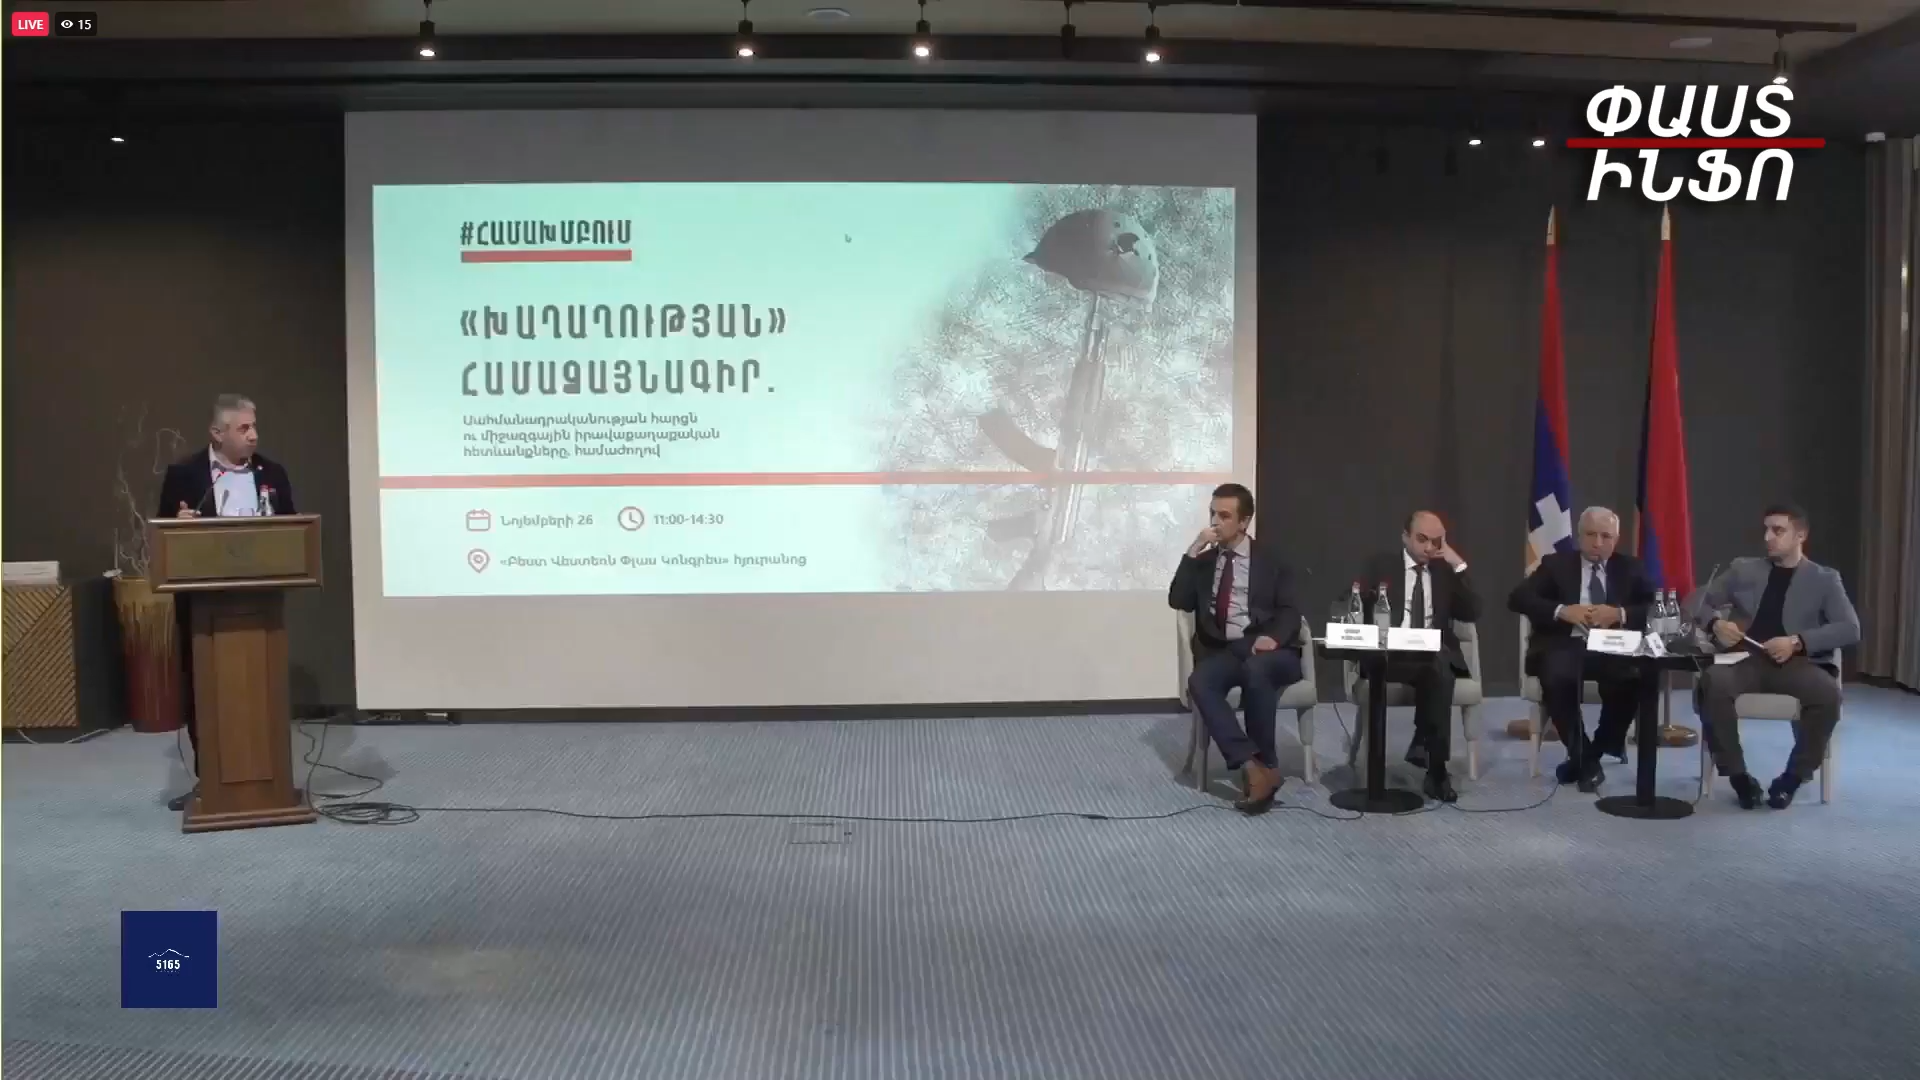 LIVE 15
ՓԱՍՏ
ԻՆՖՈ
#ՀԱՄԱԽՄԲՈՒՄ
«ԽԱՂԱՂՈՒԹՅԱՆ»
ՀԱՄԱՁԱՅՆԱԳԻՐ.
Սահմանադրականության հարցն
ու միջազգային իրավաքաղաքական
հետևանքները. համաժողով
Նոյեմբերի 26 11:00-14:30
«Բեստ Վեստեռն Փլաս Կոնգրես» հյուրանոց
5165